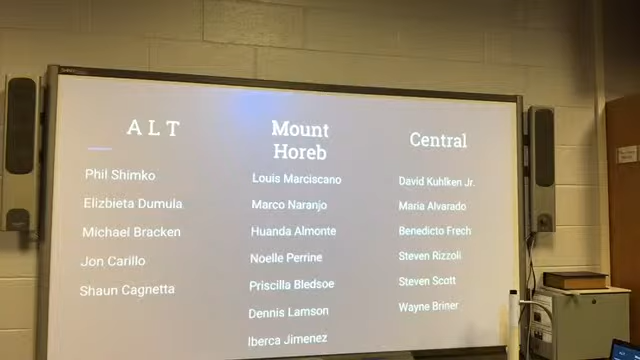 ALT
Phil Shimko
Elizbieta Dumula
Michael Bracken
Jon Carillo
Shaun Cagnetta
Mount
Horeb
Louis Marciscano
Marco Naranjo
Huanda Almonte
Noelle Perrine
Priscilla Bledsoe
Dennis Lamson
Iberca Jimenez
Central
David Kuhlken Jr.
Maria Alvarado
Benedicto Frech
Steven Rizzoli
Steven Scott
Wayne Briner